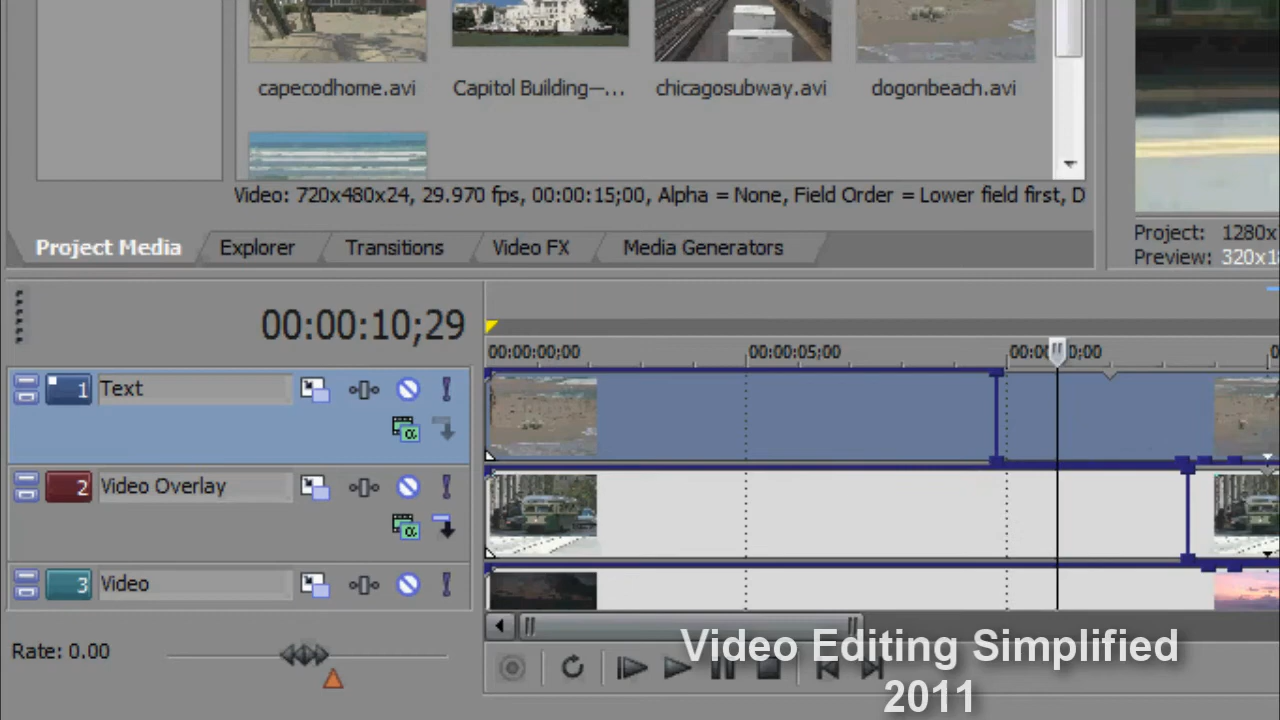 capecodhome.avi
Capitol Building—...
chicagosubway.avi
dogonbeach.avi
Video: 720x480x24, 29.970 fps, 00:00:15;00, Alpha = None, Field Order = Lower field first, D
Project Media
Explorer
Transitions
Video FX
Media Generators
Project: 1280x
Preview: 320x1
00:00:10;29
00:00:00;00
00:00:05;00
1 Text
2 Video Overlay
3 Video
Rate: 0.00
Video Editing Simplified
2011